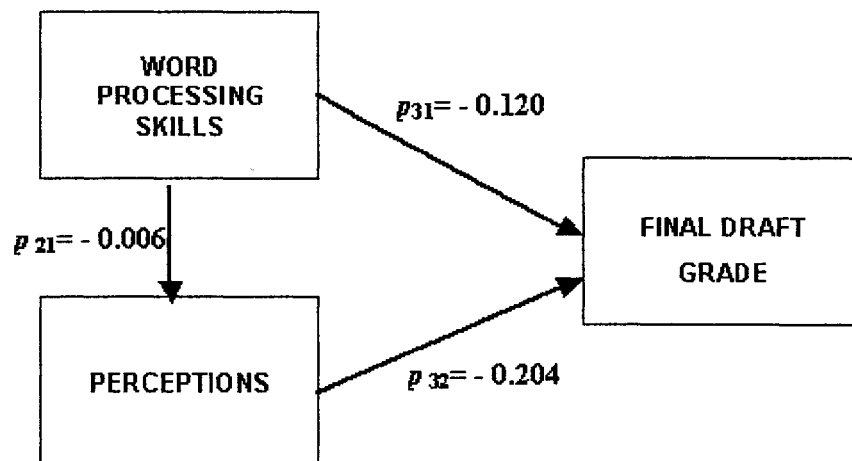 WORD
PROCESSING
SKILLS
p31= - 0.120
FINAL DRAFT
GRADE
p 21= - 0.006
PERCEPTIONS
p 32= - 0.204